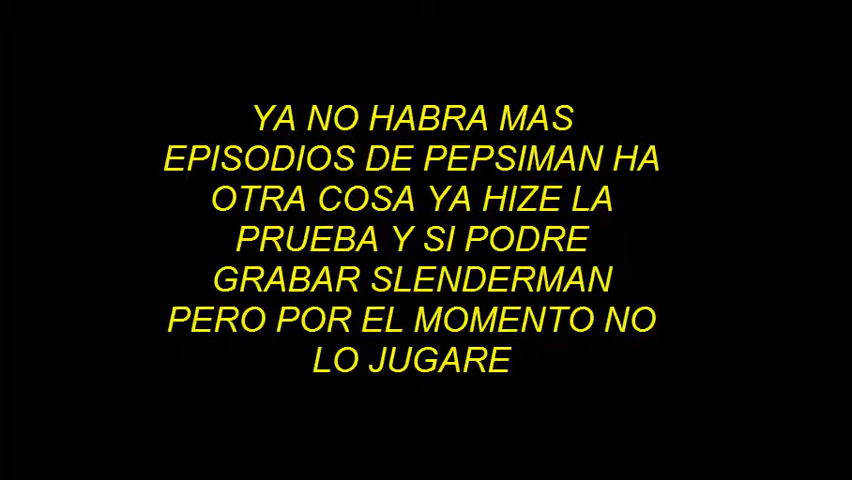 YA NO HABRA MAS
EPISODIOS DE PEPSIMAN HA
OTRA COSA YA HIZE LA
PRUEBA Y SI PODRE
GRABAR SLENDERMAN
PERO POR EL MOMENTO NO
LO JUGARE